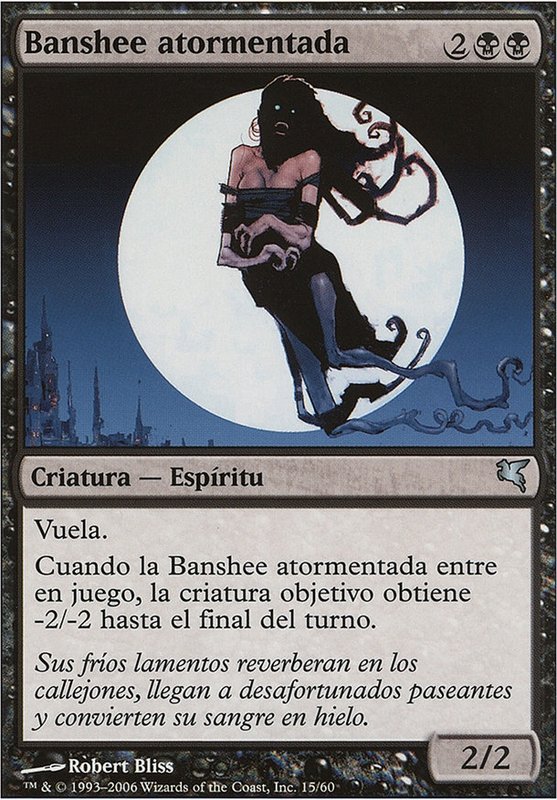 Banshee atormentada 2
Criatura — Espíritu
Vuela.
Cuando la Banshee atormentada entre
en juego, la criatura objetivo obtiene
-2/-2 hasta el final del turno.
Sus fríos lamentos reverberan en los
callejones, llegan a desafortunados paseantes
y convierten su sangre en hielo.
2/2
Robert Bliss
™ & © 1993–2006 Wizards of the Coast, Inc. 15/60